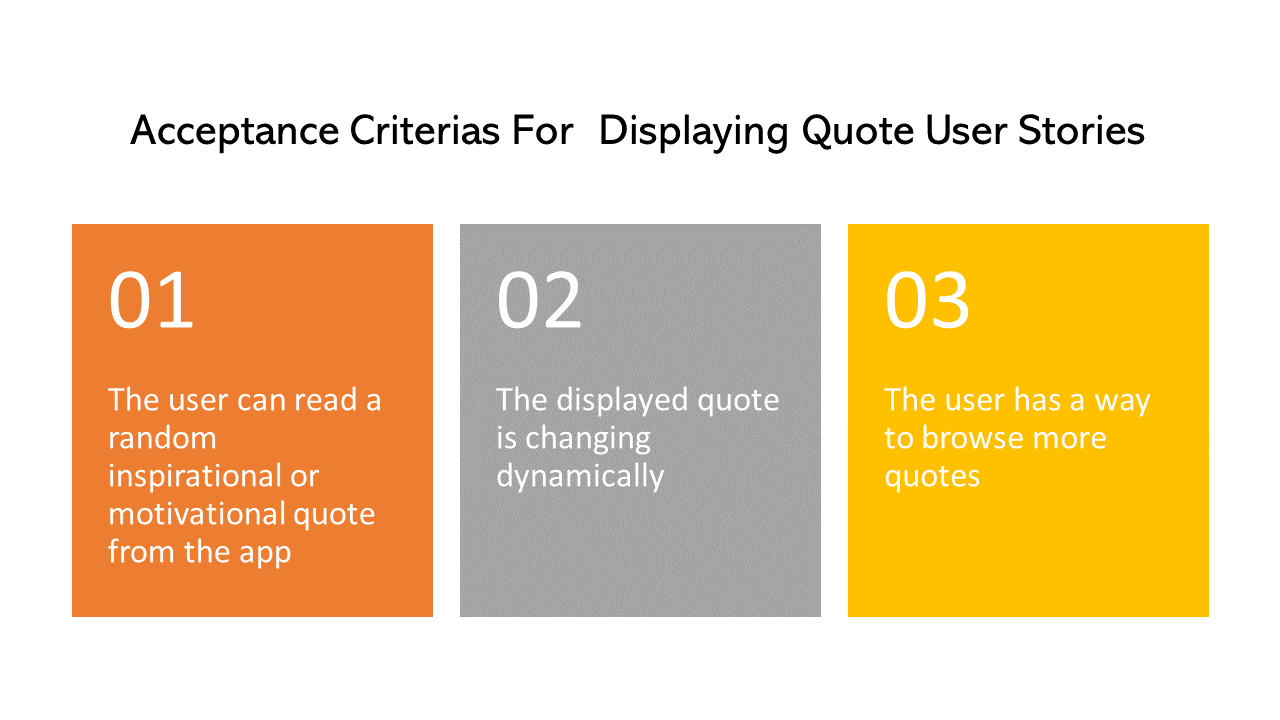 Acceptance Criterias For  Displaying Quote User Stories
01
The user can read a
random
inspirational or
motivational quote
from the app
02
The displayed quote
is changing
dynamically
03
The user has a way
to browse more
quotes